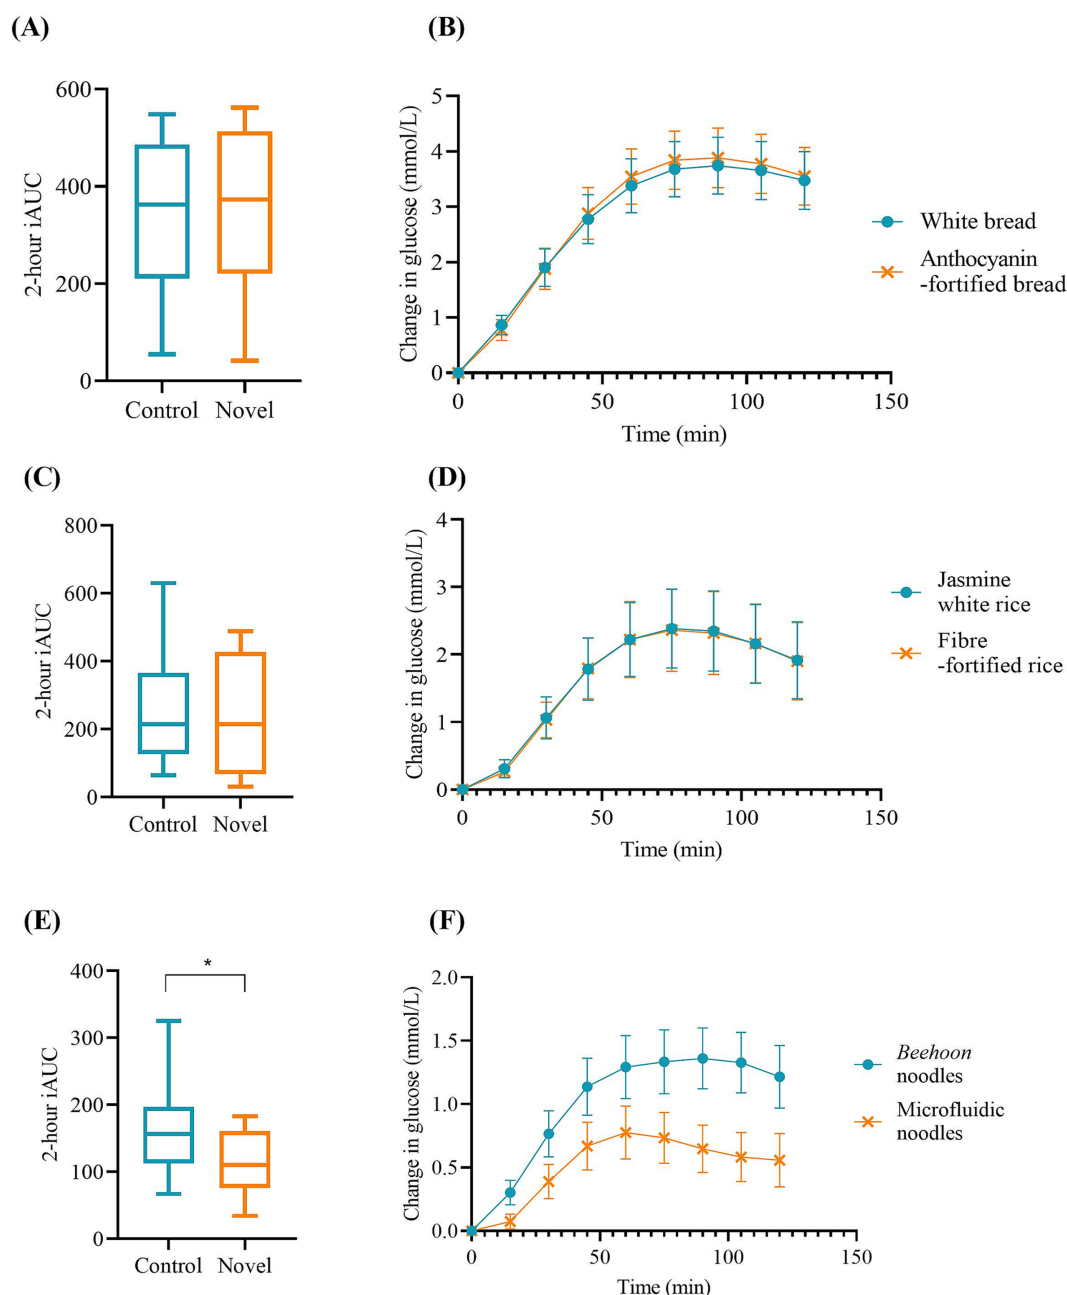 (A)
600
400
200
0
2-hour iAUC
Control Novel
(B)
5
4
3
2
1
0
Change in glucose (mmol/L)
0 50 100 150
Time (min)
White bread
Anthocyanin
-fortified bread
(C)
800
600
400
200
0
2-hour iAUC
Control Novel
(D)
4
3
2
1
0
Change in glucose (mmol/L)
0 50 100 150
Time (min)
Jasmine
white rice
Fibre
-fortified rice
(E)
400
300
200
100
0
2-hour iAUC
*
Control Novel
(F)
2.0
1.5
1.0
0.5
0.0
Change in glucose (mmol/L)
0 50 100 150
Time (min)
Beehoon
noodles
Microfluidic
noodles